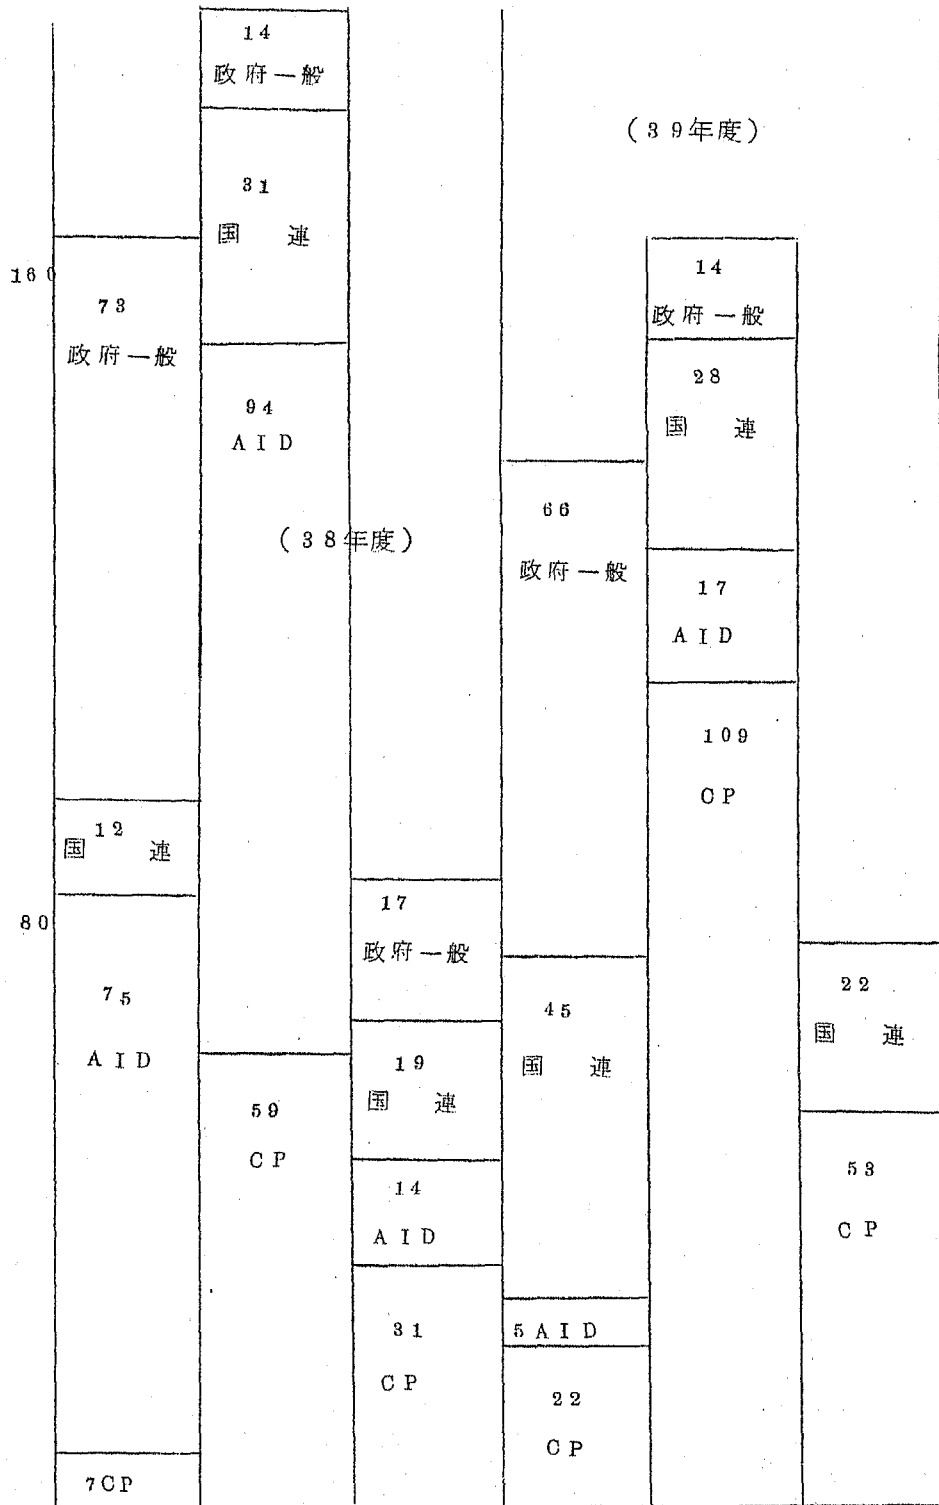 14
政府一般
31
国　連
94
AID
59
CP
(38年度)
160
80
73
政府一般
12
国　連
75
AID
7CP
17
政府一般
19
国　連
14
AID
31
CP
(39年度)
66
政府一般
45
国　連
5AID
22
CP
14
政府一般
28
国　連
17
AID
109
CP
22
国　連
53
CP